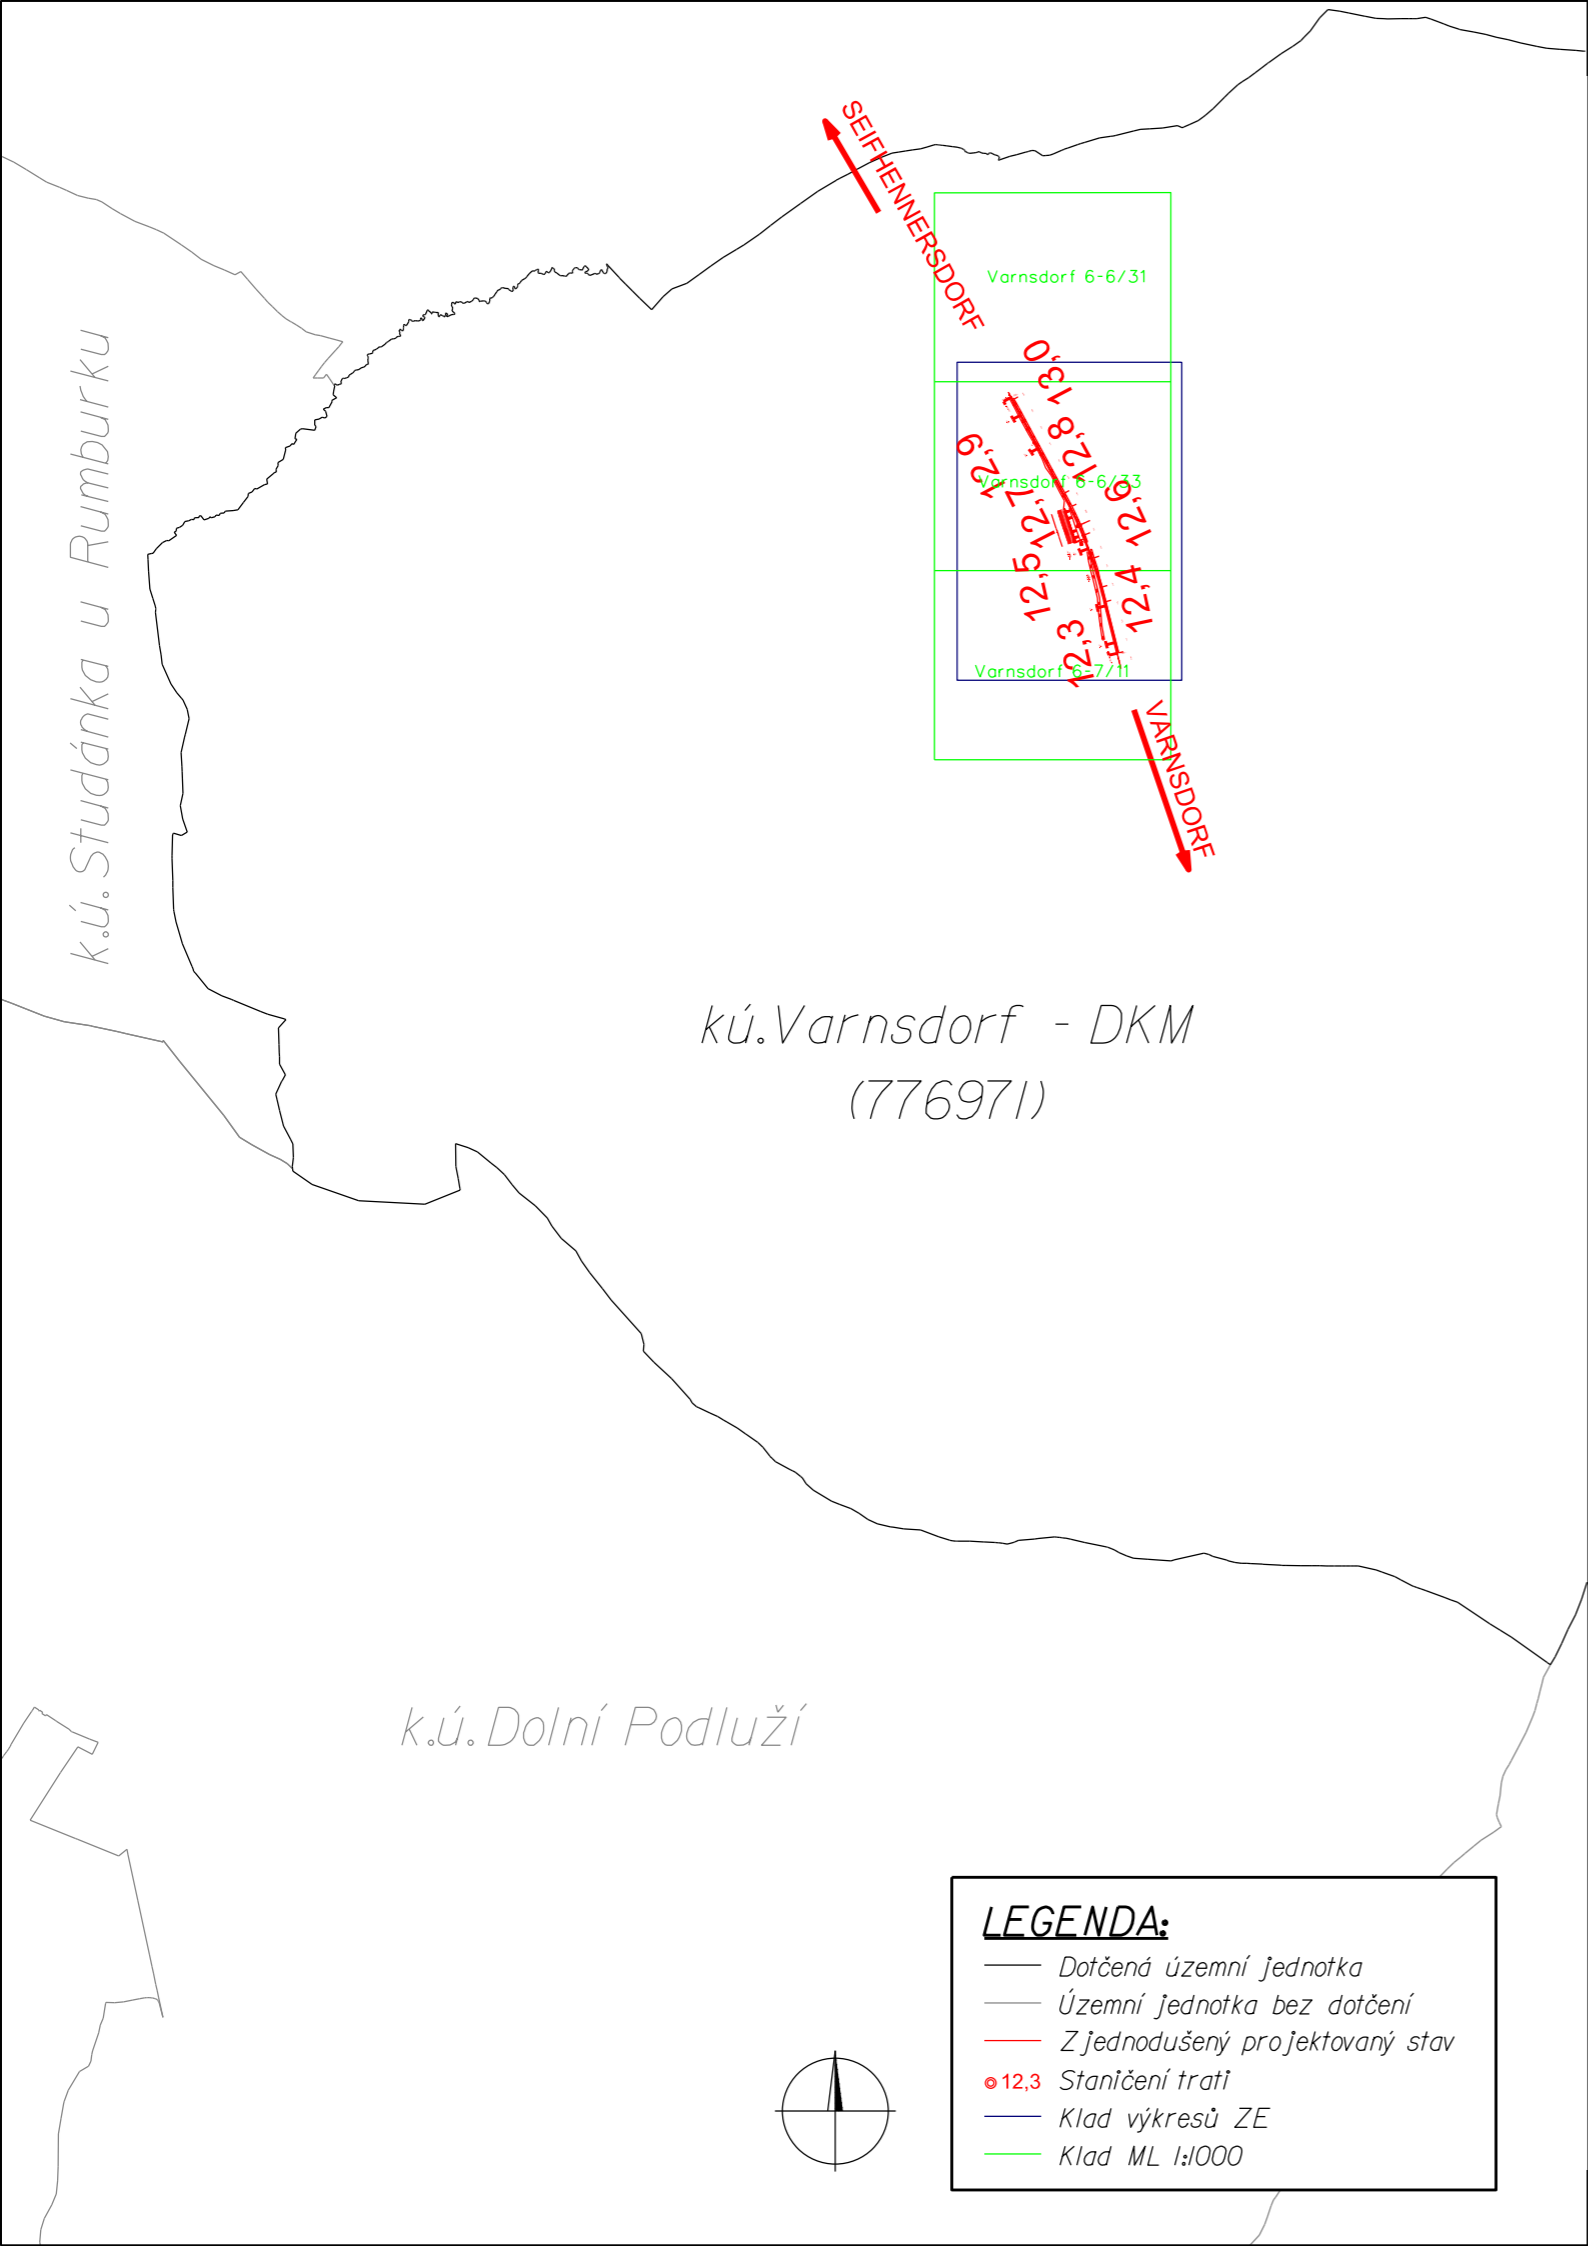 SEIFHENNERSDORF
Varnsdorf 6-6/31
13,0
12,9
12,8
Varnsdorf 6-6/33
12,7
12,6
12,5
12,4
12,3
Varnsdorf 6-7/11
VARNSDORF
k.ú. Studánka u Rumburku
kú. Varnsdorf - DKM
(776971)
k.ú. Dolní Podluží
LEGENDA:
Dotčená územní jednotka
Územní jednotka bez dotčení
Zjednodušený projektovaný stav
12,3 Staničení trati
Klad výkresů ZE
Klad ML 1:1000